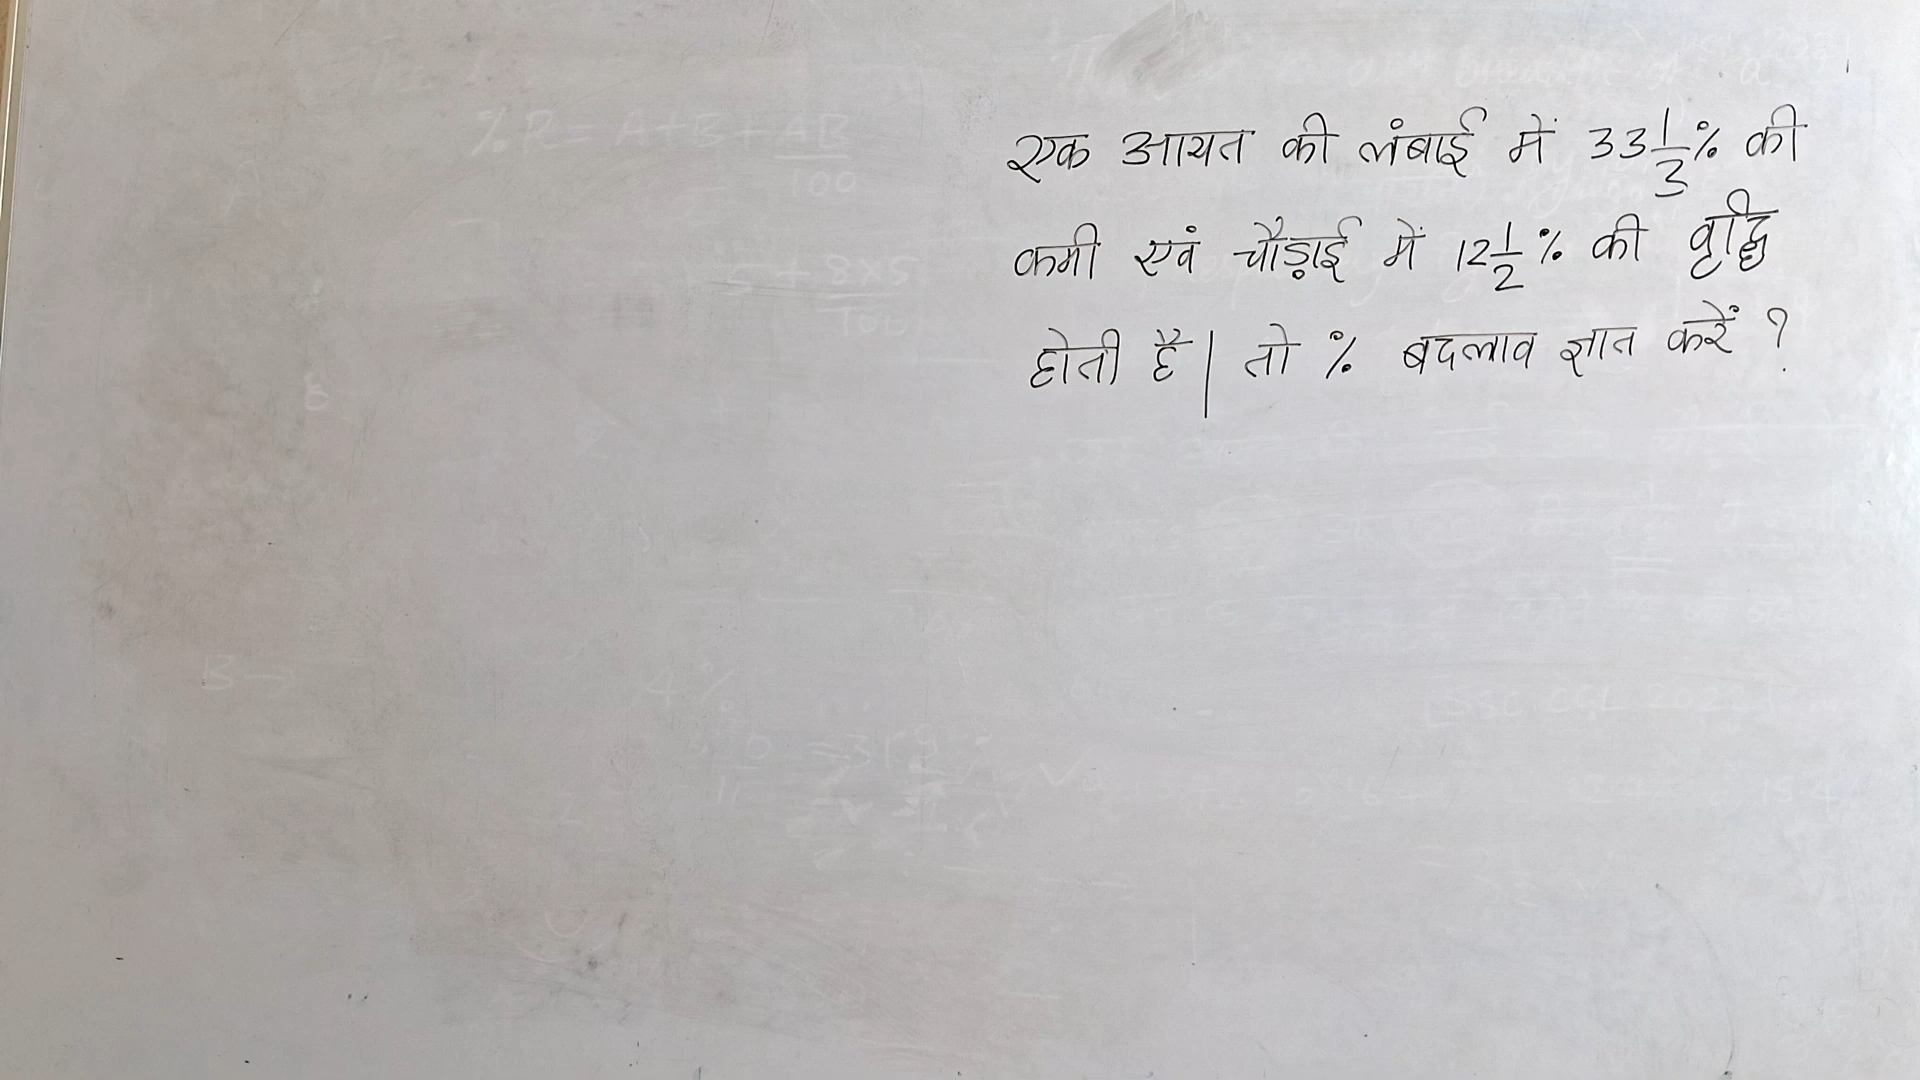 एक आयत की लंबाई में 33 1/3 % की
कमी एवं चौड़ाई में 12 1/2 % की वृद्धि
होती है | तो % बदलाव ज्ञात करें ?